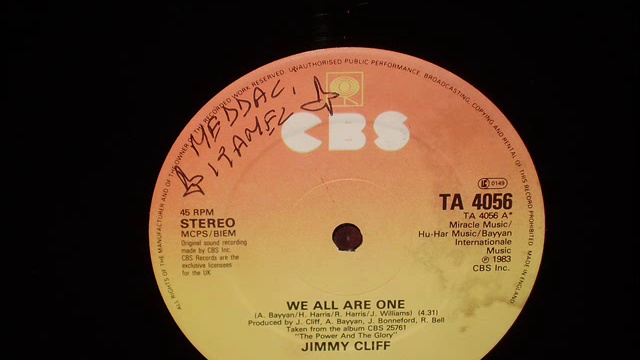 ALL RIGHTS OF THE MANUFACTURER AND OF THE OWNER OF THE RECORDED WORK RESERVED. UNAUTHORISED PUBLIC PERFORMANCE, BROADCASTING, COPYING AND RENTAL OF THIS RECORD PROHIBITED. MADE IN ENGLAND
CBS
LC 0149
45 RPM
STEREO
MCPS/BIEM
Original sound recording
made by CBS Inc.
CBS Records are the
exclusive licensees
for the UK
TA 4056
TA 4056 A*
Miracle Music/
Hu-Har Music/Bayyan
Internationale
Music
℗ 1983
CBS Inc.
WE ALL ARE ONE
(A. Bayyan/H. Harris/R. Harris/J. Williams) (4.31)
Produced by J. Cliff, A. Bayyan, J. Bonneford, R. Bell
Taken from the album CBS 25761
"The Power And The Glory"
JIMMY CLIFF